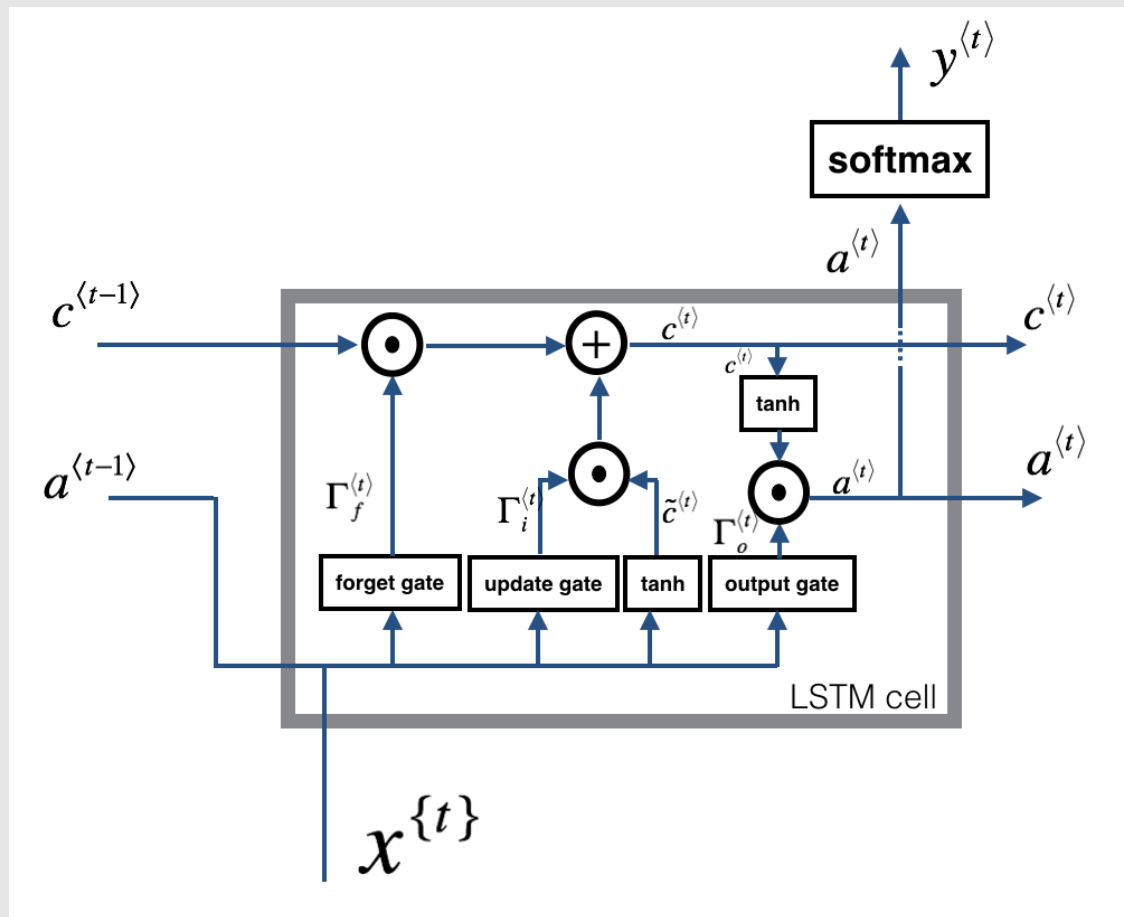 y⟨t⟩
softmax
a⟨t⟩
c⟨t−1⟩
c⟨t⟩
c⟨t⟩
+
c⟨t⟩
tanh
a⟨t−1⟩
a⟨t⟩
a⟨t⟩
Γf⟨t⟩
Γi⟨t⟩
c̃⟨t⟩
Γo⟨t⟩
forget gate
update gate
tanh
output gate
LSTM cell
x{t}